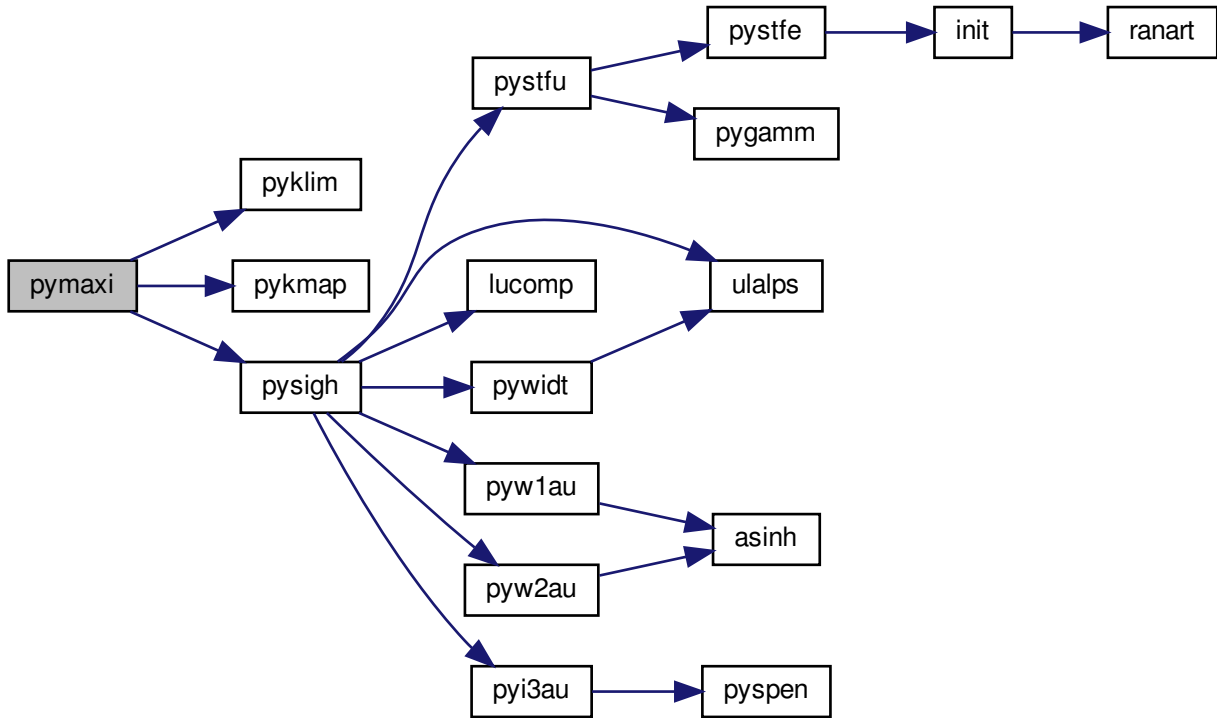 pystfe
init
ranart
pystfu
pygamm
pyklim
pymaxi
pykmap
lucomp
ulalps
pysigh
pywidt
pyw1au
asinh
pyw2au
pyi3au
pyspen